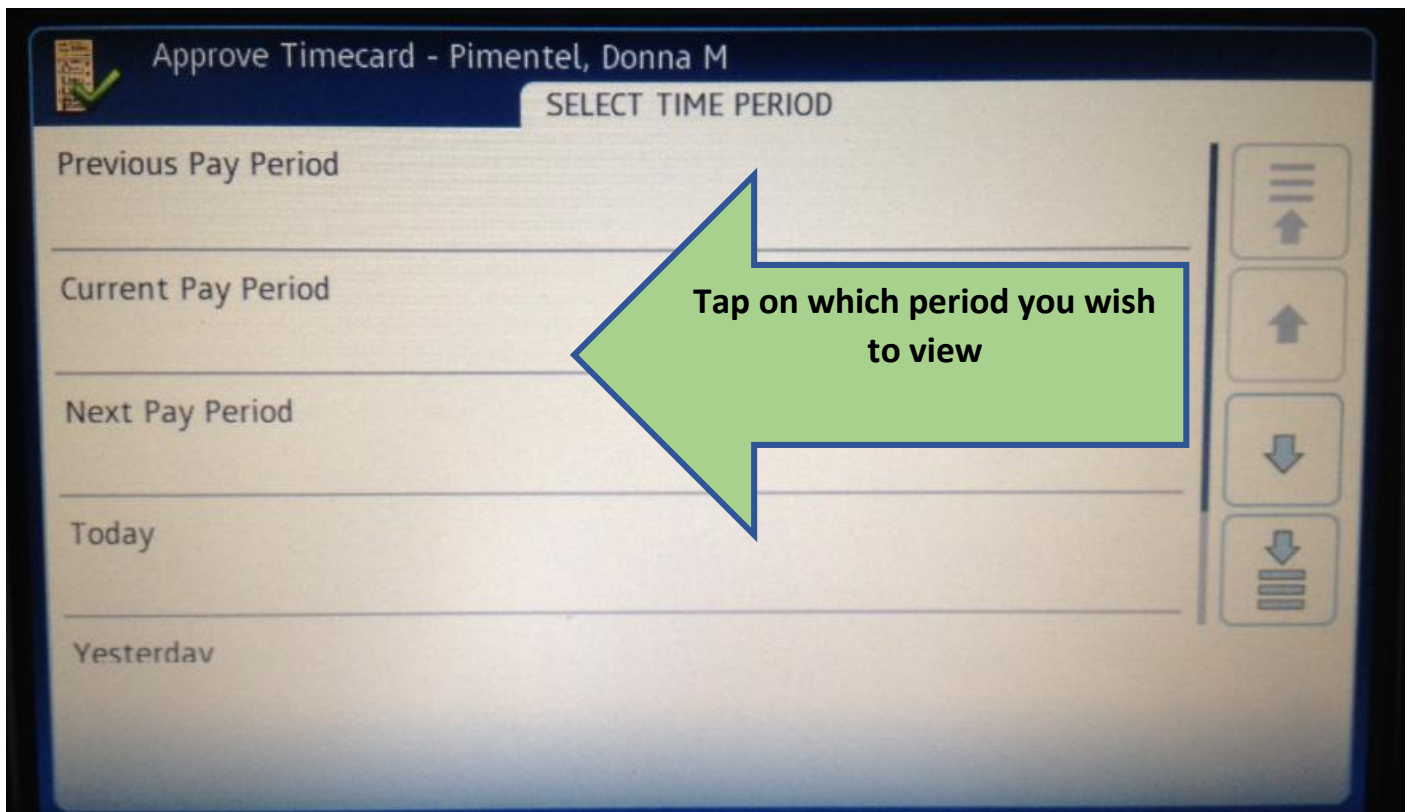 Approve Timecard - Pimentel, Donna M
SELECT TIME PERIOD
Previous Pay Period
Current Pay Period
Tap on which period you wish
to view
Next Pay Period
Today
Yesterday